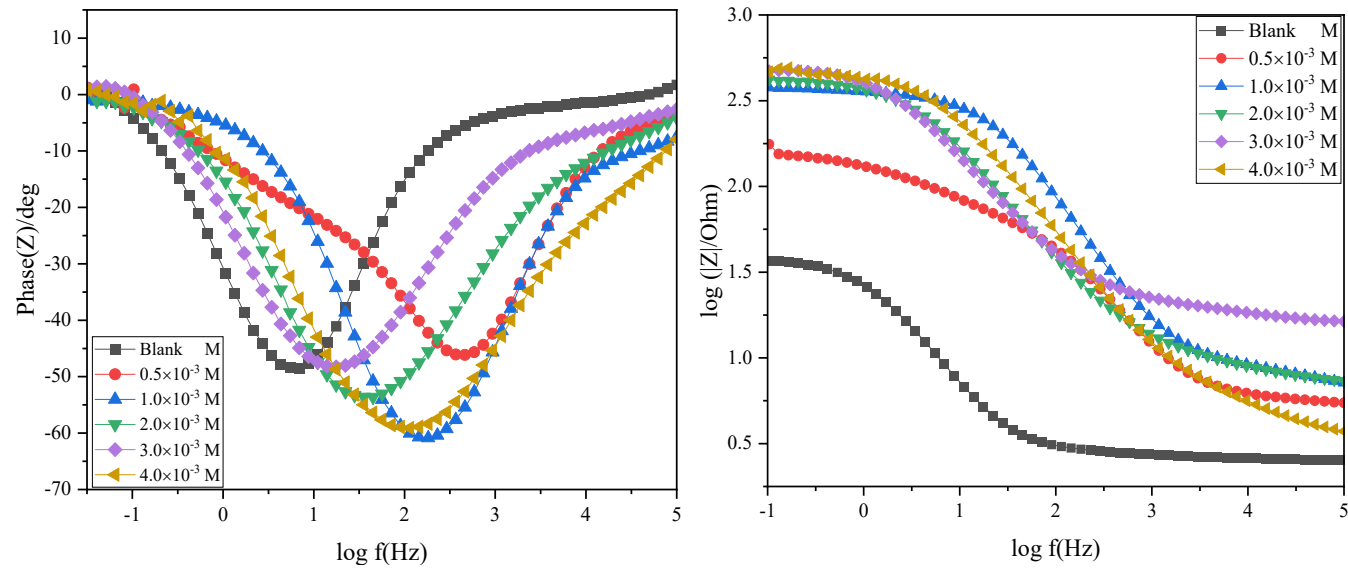 Phase(Z)/deg
10
0
-10
-20
-30
-40
-50
-60
-70
-1
0
1
2
3
4
5
log f(Hz)
Blank M
0.5×10⁻³ M
1.0×10⁻³ M
2.0×10⁻³ M
3.0×10⁻³ M
4.0×10⁻³ M
log (|Z|/Ohm)
3.0
2.5
2.0
1.5
1.0
0.5
-1
0
1
2
3
4
5
log f(Hz)
Blank M
0.5×10⁻³ M
1.0×10⁻³ M
2.0×10⁻³ M
3.0×10⁻³ M
4.0×10⁻³ M